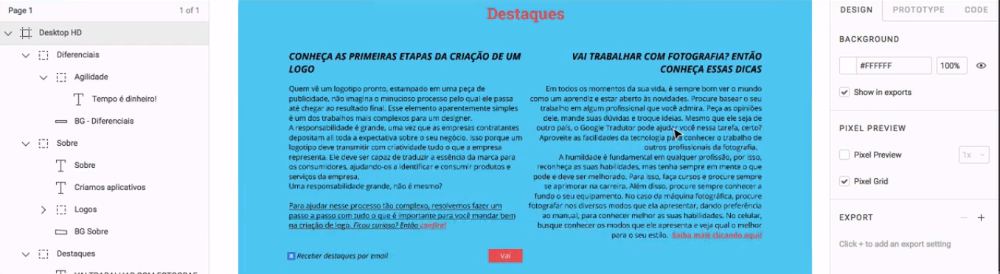 Page 1
1 of 1
Desktop HD
Diferenciais
Agilidade
Tempo é dinheiro!
BG - Diferenciais
Sobre
Sobre
Criamos aplicativos
Logos
BG Sobre
Destaques
VAI TRABALHAR COM FOTOGRAF
Destaques
CONHEÇA AS PRIMEIRAS ETAPAS DA CRIAÇÃO DE UM
LOGO
Quem vê um logotipo pronto, estampado em uma peça de
publicidade, não imagina o minucioso processo pelo qual ele passa
até chegar ao resultado final. Esse elemento aparentemente simples
é um dos trabalhos mais complexos para um designer.
A responsabilidade é grande, uma vez que as empresas contratantes
depositam ali toda a expectativa sobre o seu negócio. Isso porque um
logotipo deve transmitir com criatividade tudo o que a empresa
representa. Ele deve ser capaz de traduzir a essência da marca para
os consumidores, ajudando-os a identificar e consumir produtos e
serviços da empresa.
Uma responsabilidade grande, não é mesmo?
Para ajudar nesse processo tão complexo, resolvemos fazer um
passo a passo com tudo o que é importante para você mandar bem
na criação de logo. Ficou curioso? Então confira!
x Receber destaques por email
Vai
VAI TRABALHAR COM FOTOGRAFIA? ENTÃO
CONHEÇA ESSAS DICAS
Em todos os momentos da sua vida, é sempre bom ver o mundo
como um aprendiz e estar aberto às novidades. Procure basear o seu
trabalho em algum profissional que você admira. Peça as opiniões
dele, mande suas dúvidas e troque ideias. Mesmo que ele seja de
outro país, o Google Tradutor pode ajudar você nessa tarefa, certo?
Aproveite as facilidades da tecnologia para conhecer o trabalho de
outros profissionais da fotografia.
A humildade é fundamental em qualquer profissão, por isso,
reconheça as suas habilidades, mas tenha sempre em mente o que
pode e deve ser melhorado. Para isso, faça cursos e procure sempre
se aprimorar na carreira. Além disso, procure sempre conhecer a
fundo o seu equipamento. No caso da máquina fotográfica, procure
fotografar nos diversos modos que ela apresentar, dando preferência
ao manual, para conhecer melhor as suas habilidades. No celular,
busque conhecer os modos que ele apresenta e veja qual o melhor
para o seu estilo. Saiba mais clicando aqui!
DESIGN
PROTOTYPE
CODE
BACKGROUND
#FFFFFF
100%
Show in exports
PIXEL PREVIEW
Pixel Preview
1x
Pixel Grid
EXPORT
Click + to add an export setting